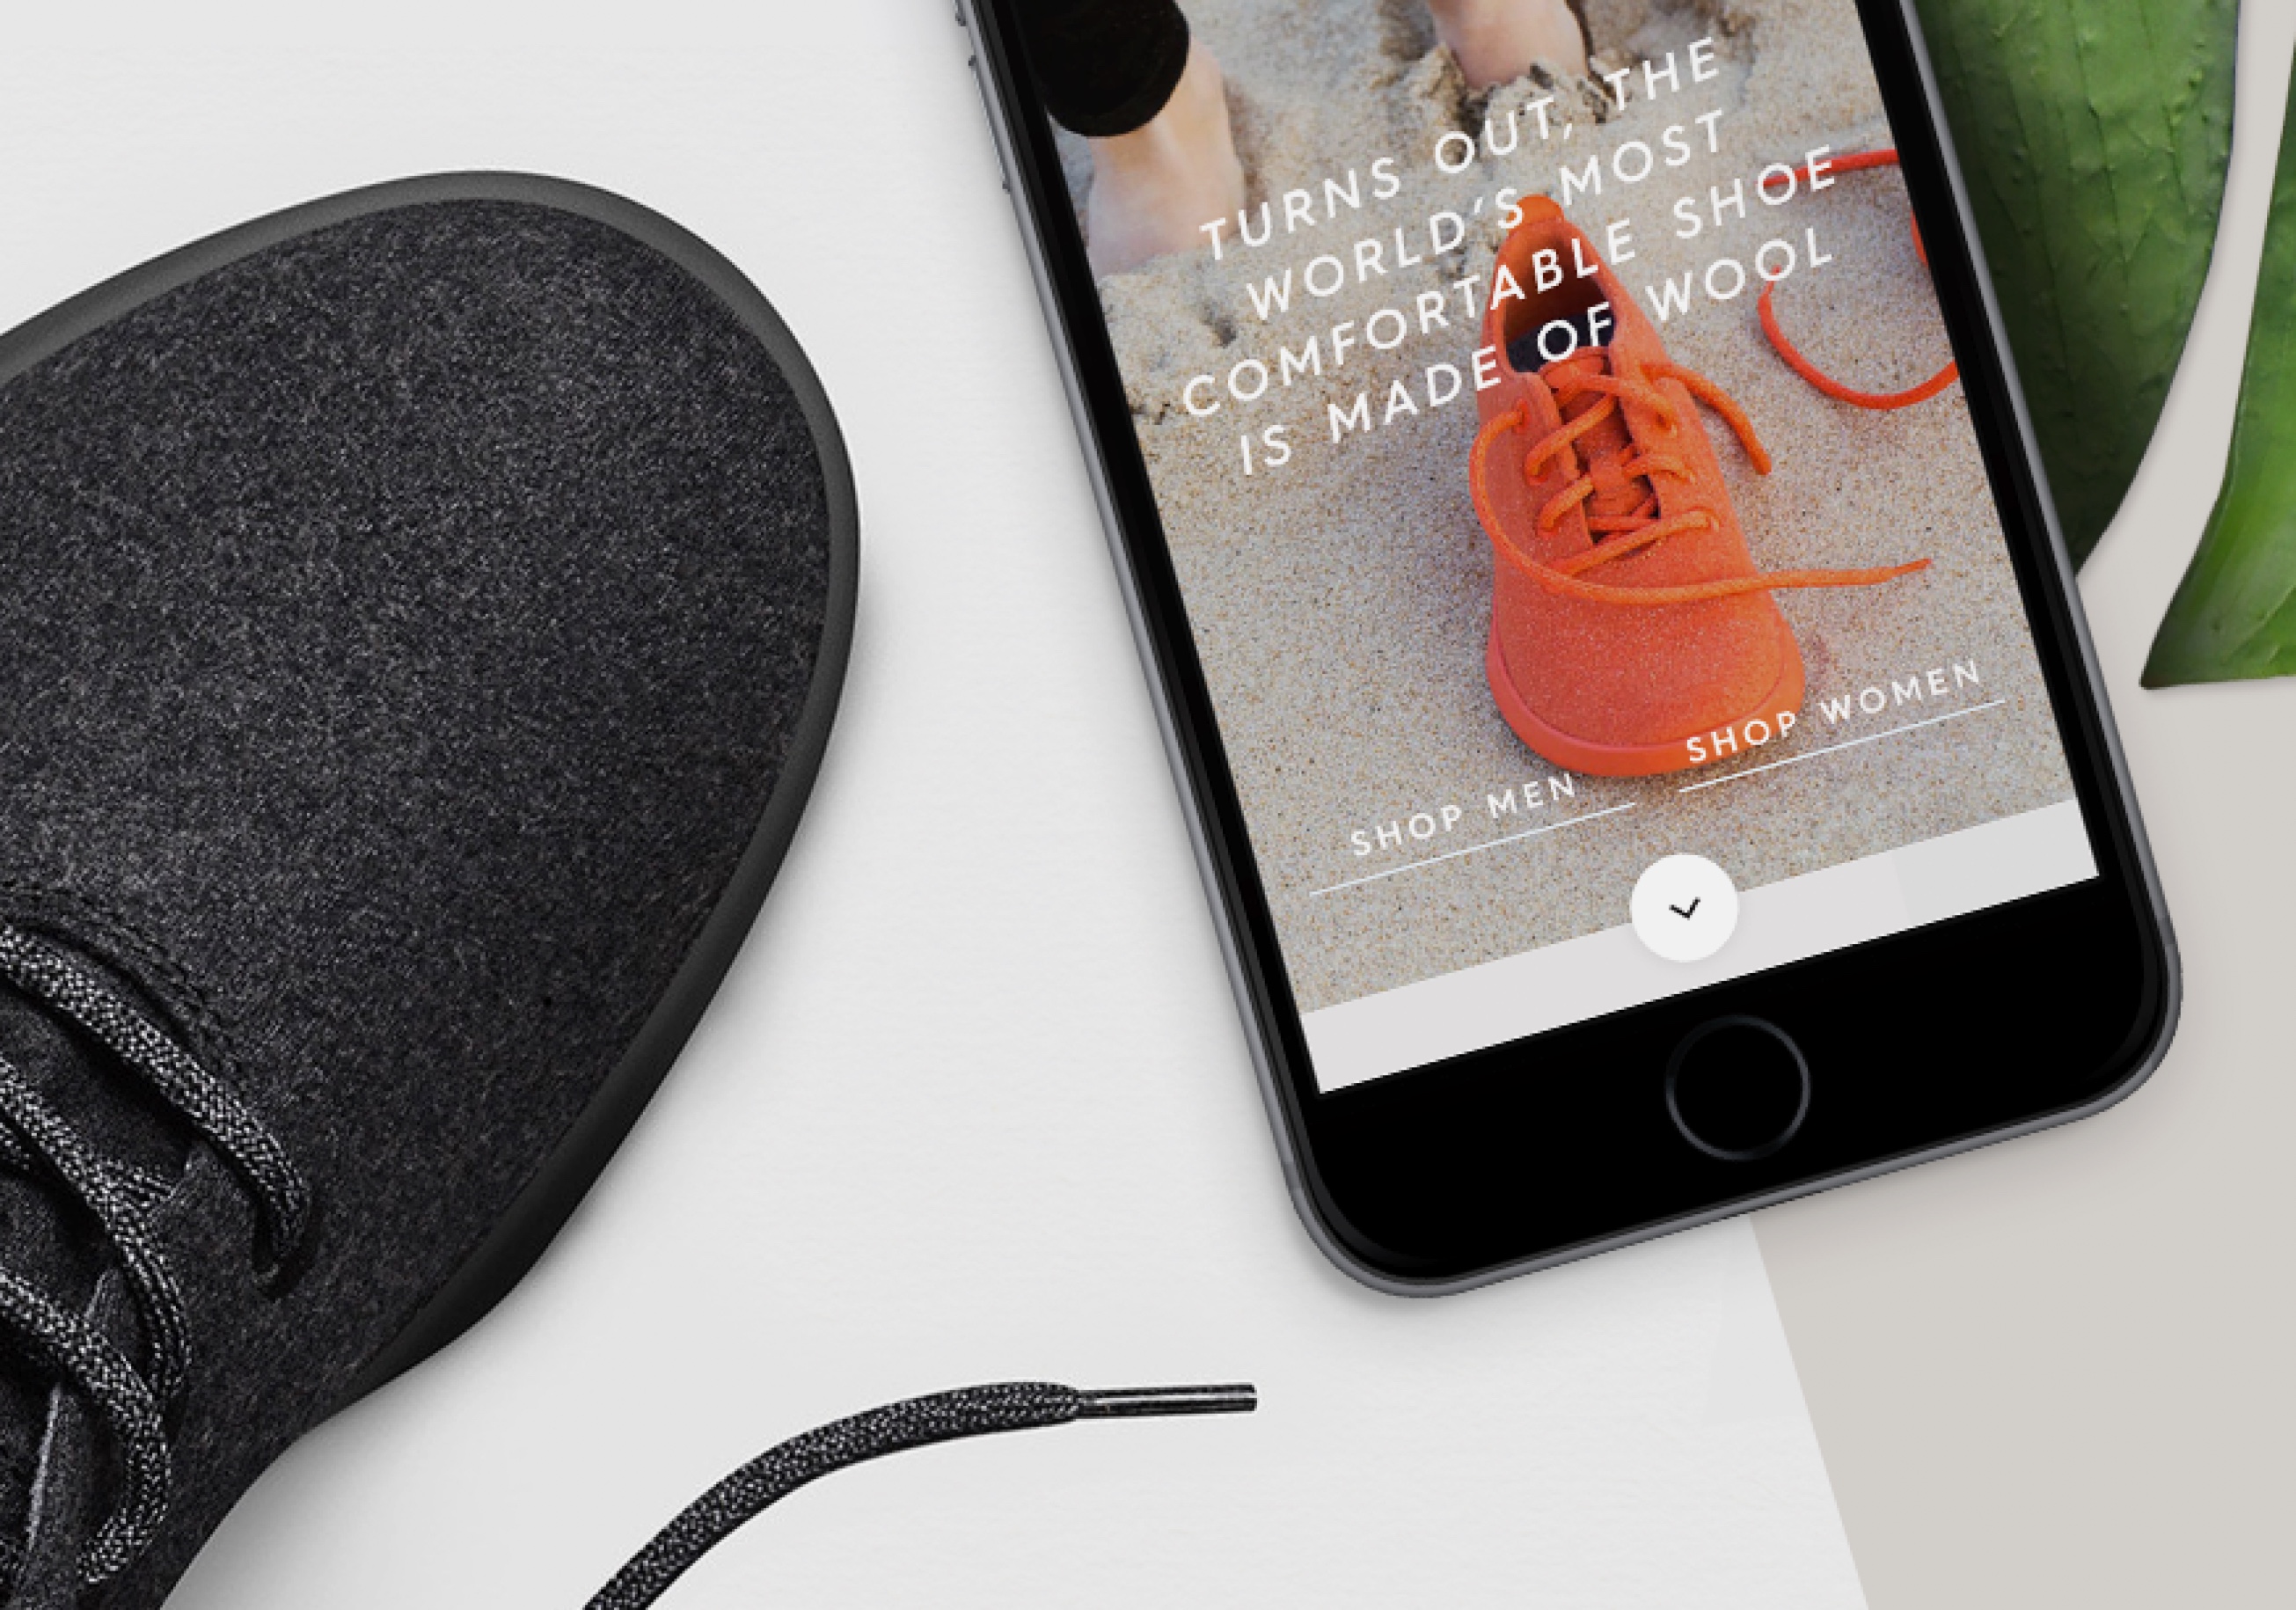 TURNS OUT, THE
WORLD'S MOST
COMFORTABLE SHOE
IS MADE OF WOOL
SHOP MEN
SHOP WOMEN